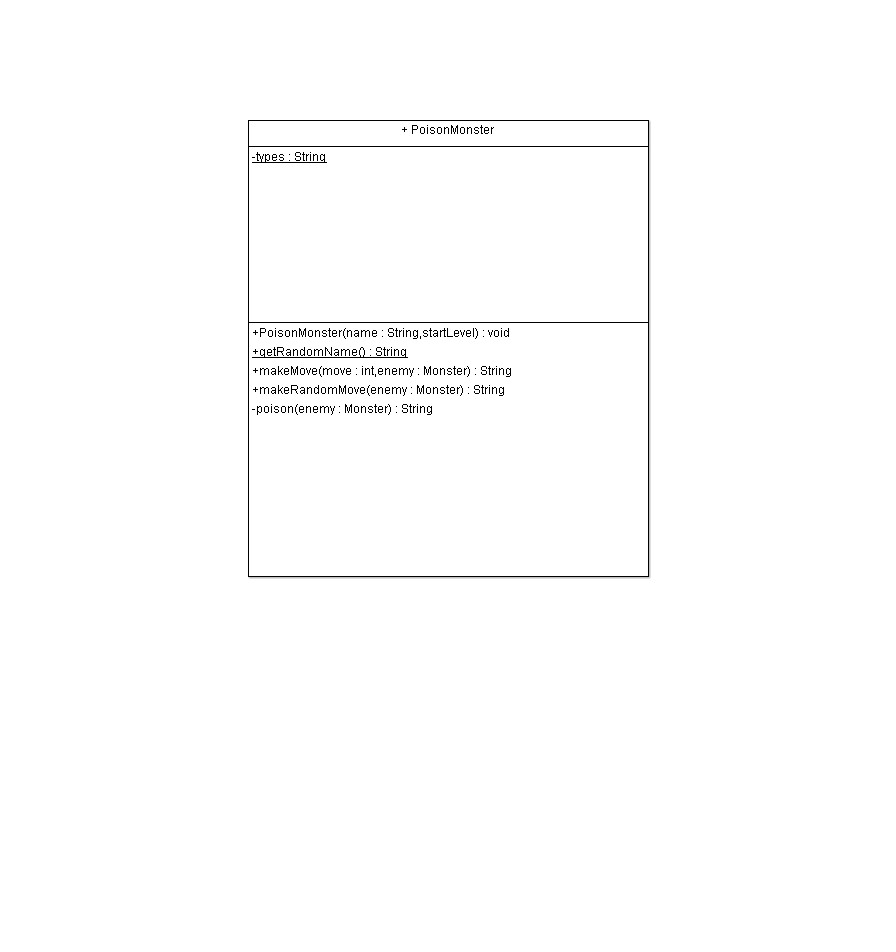 + PoisonMonster
-types : String
+PoisonMonster(name : String,startLevel) : void
+getRandomName() : String
+makeMove(move : int,enemy : Monster) : String
+makeRandomMove(enemy : Monster) : String
-poison(enemy : Monster) : String